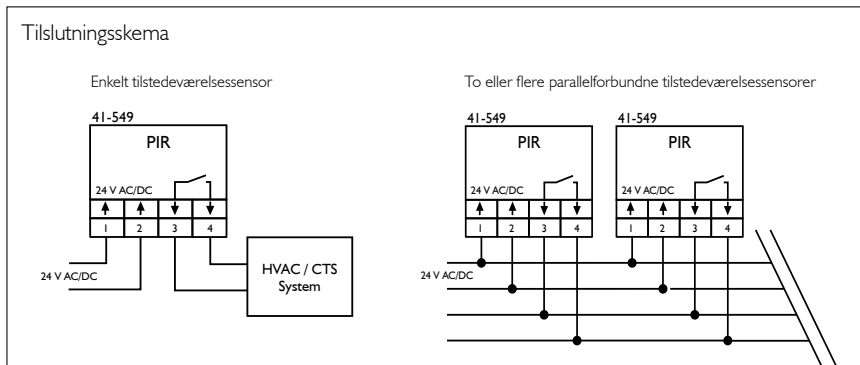 Tilslutningsskema
Enkelt tilstedeværelsessensor
41-549
PIR
24 V AC/DC
1 2 3 4
24 V AC/DC
HVAC / CTS
System
To eller flere parallelforbundne tilstedeværelsessensorer
41-549
PIR
24 V AC/DC
1 2 3 4
41-549
PIR
24 V AC/DC
1 2 3 4
24 V AC/DC